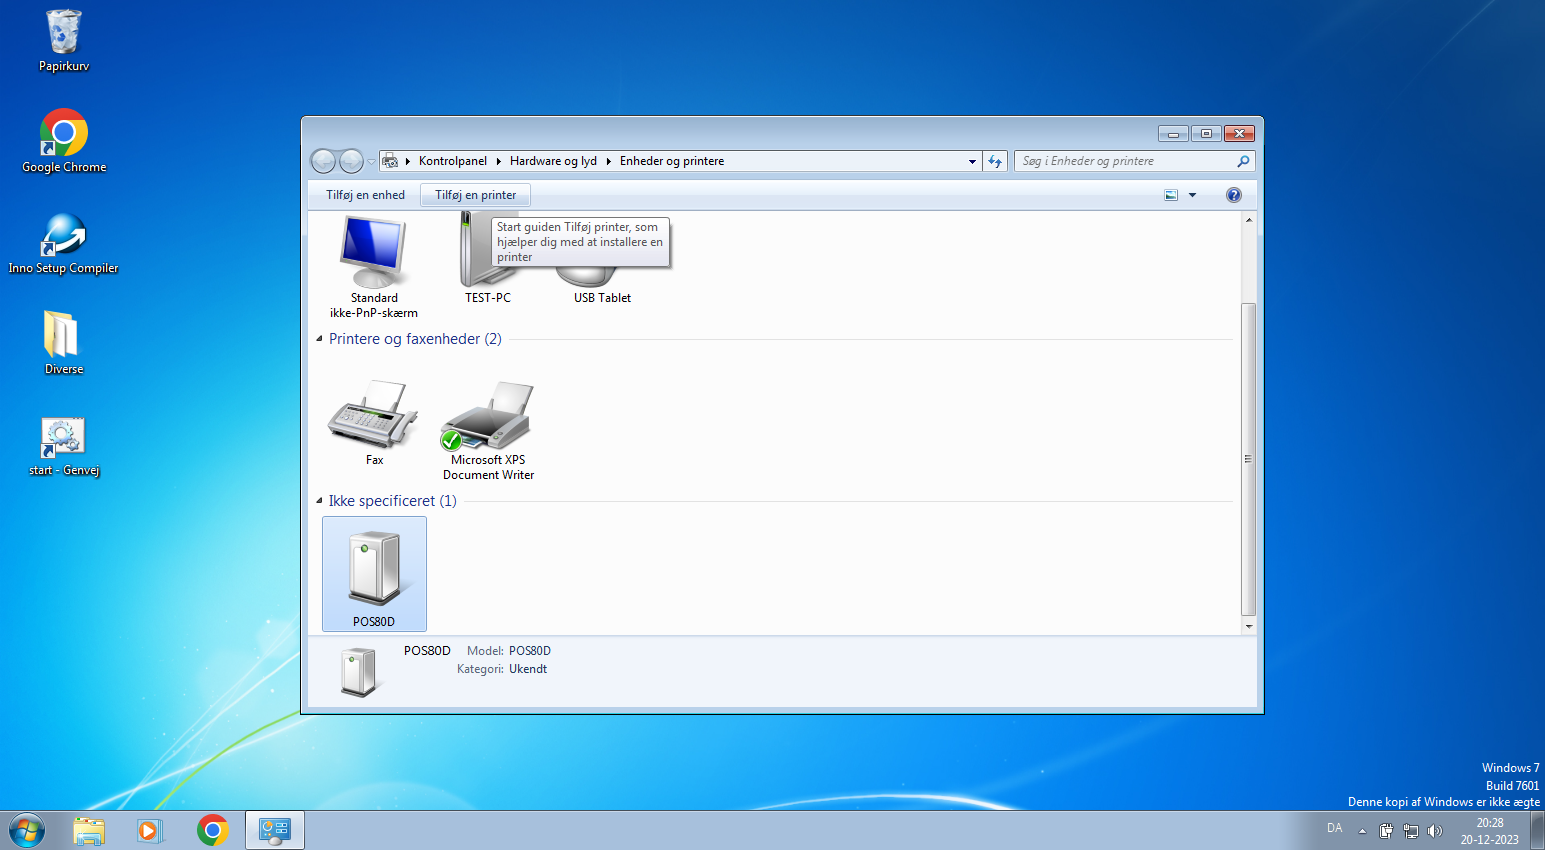 Papirkurv
Google Chrome
Inno Setup Compiler
Diverse
start - Genvej
Kontrolpanel
Hardware og lyd
Enheder og printere
Søg i Enheder og printere
Tilføj en enhed
Tilføj en printer
Start guiden Tilføj printer, som
hjælper dig med at installere en
printer
Standard
ikke-PnP-skærm
TEST-PC
USB Tablet
Printere og faxenheder (2)
Fax
Microsoft XPS
Document Writer
Ikke specificeret (1)
POS80D
POS80D
Model: POS80D
Kategori: Ukendt
Windows 7
Build 7601
Denne kopi af Windows er ikke ægte
DA
20:28
20-12-2023